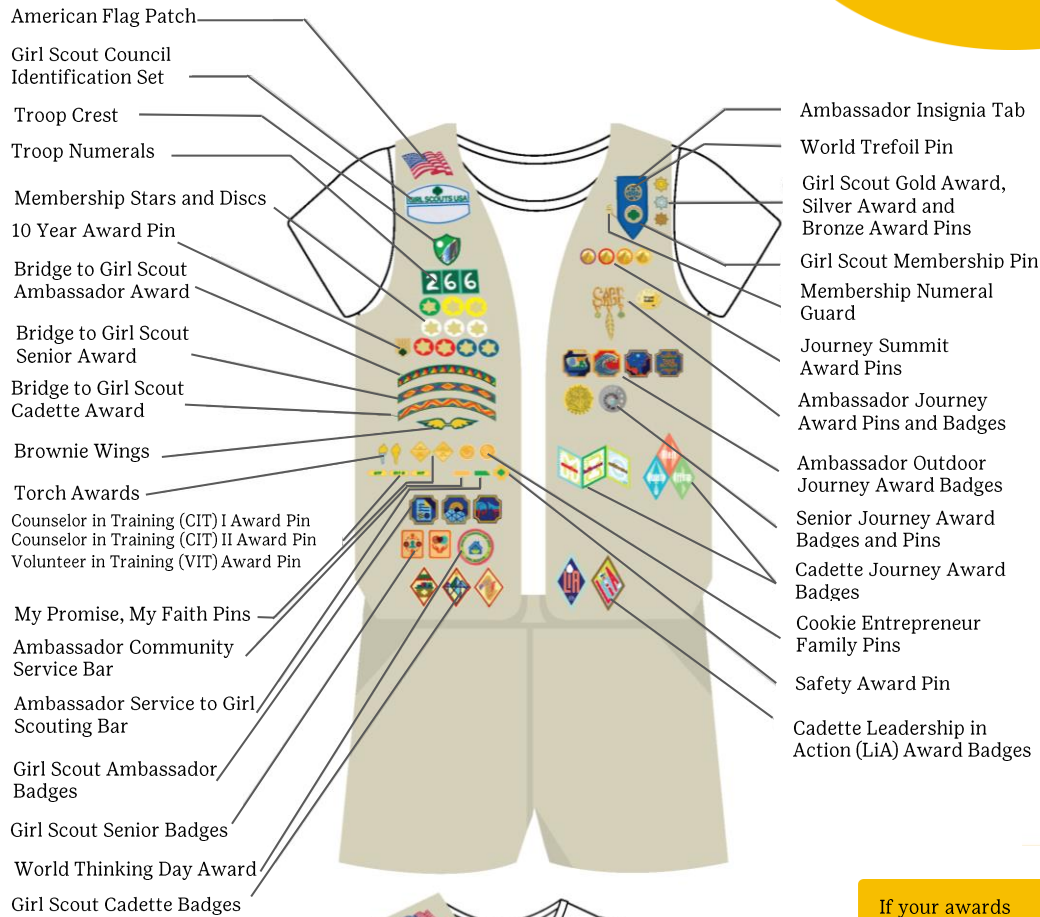 American Flag Patch
Girl Scout Council
Identification Set
Troop Crest
Troop Numerals
Membership Stars and Discs
10 Year Award Pin
Bridge to Girl Scout
Ambassador Award
Bridge to Girl Scout
Senior Award
Bridge to Girl Scout
Cadette Award
Brownie Wings
Torch Awards
Counselor in Training (CIT) I Award Pin
Counselor in Training (CIT) II Award Pin
Volunteer in Training (VIT) Award Pin
My Promise, My Faith Pins
Ambassador Community
Service Bar
Ambassador Service to Girl
Scouting Bar
Girl Scout Ambassador
Badges
Girl Scout Senior Badges
World Thinking Day Award
Girl Scout Cadette Badges
GIRL SCOUTS USA
266
LiA
Ambassador Insignia Tab
World Trefoil Pin
Girl Scout Gold Award,
Silver Award and
Bronze Award Pins
Girl Scout Membership Pin
Membership Numeral
Guard
Journey Summit
Award Pins
Ambassador Journey
Award Pins and Badges
Ambassador Outdoor
Journey Award Badges
Senior Journey Award
Badges and Pins
Cadette Journey Award
Badges
Cookie Entrepreneur
Family Pins
Safety Award Pin
Cadette Leadership in
Action (LiA) Award Badges
If your awards